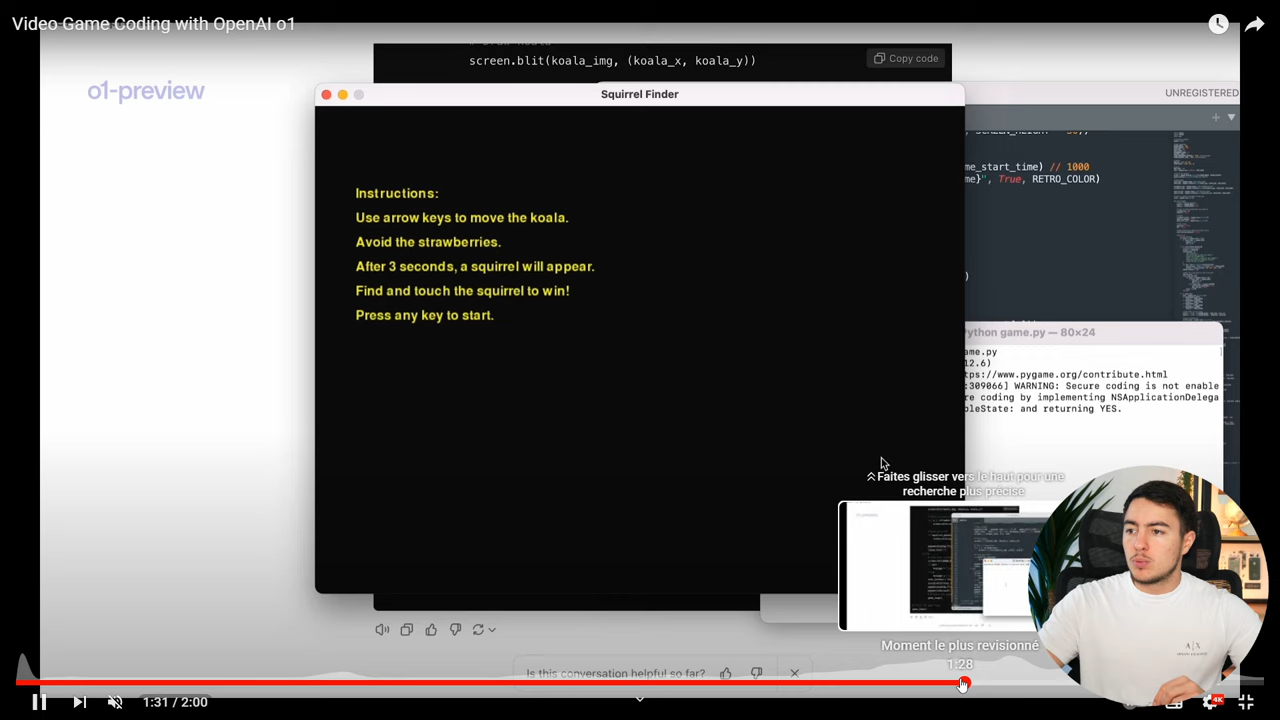 Video Game Coding with OpenAI o1
screen.blit(koala_img, (koala_x, koala_y))
Copy code
o1-preview
Squirrel Finder
UNREGISTERED
me_start_time) // 1000
me}", True, RETRO_COLOR)
Instructions:
Use arrow keys to move the koala.
Avoid the strawberries.
After 3 seconds, a squirrel will appear.
Find and touch the squirrel to win!
Press any key to start.
ython game.py — 80×24
ame.py
12.6)
tps://www.pygame.org/contribute.html
:309066] WARNING: Secure coding is not enable
re coding by implementing NSApplicationDelega
bleState: and returning YES.
Faites glisser vers le haut pour une
recherche plus précise
Moment le plus revisionné
1:28
Is this conversation helpful so far?
1:31 / 2:00
4K
A|X